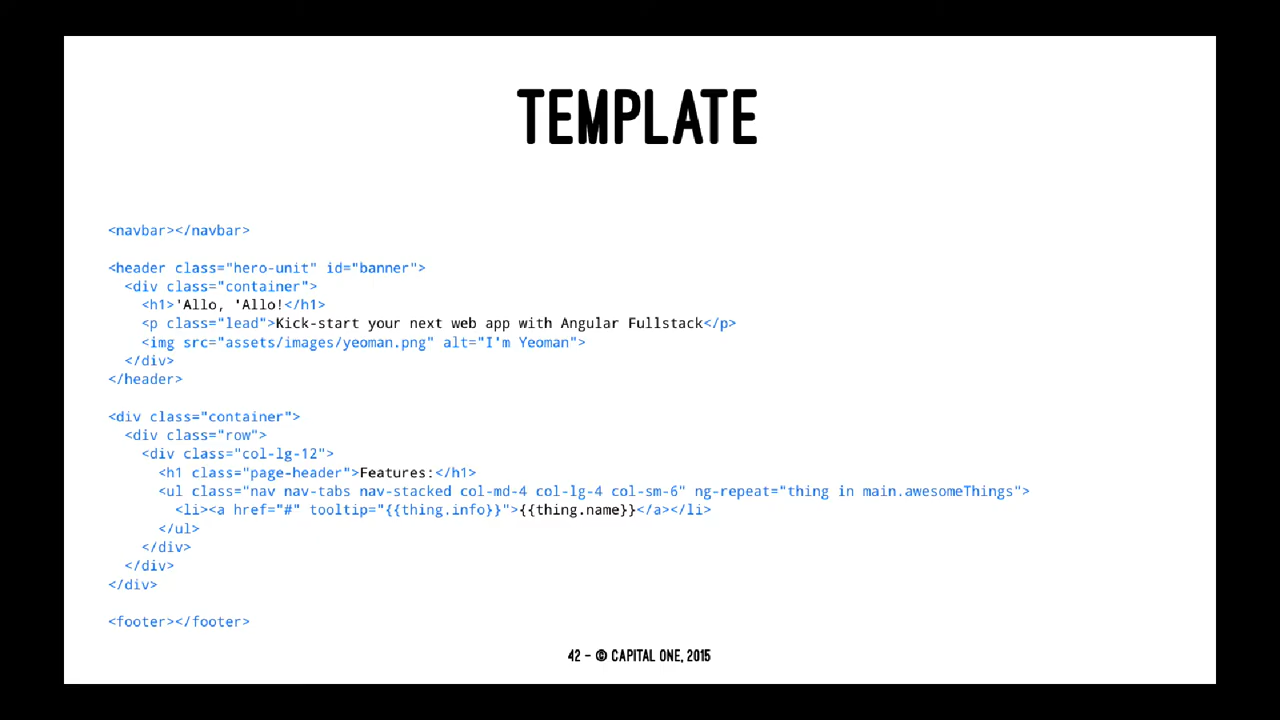 TEMPLATE
<navbar></navbar>
<header class="hero-unit" id="banner">
<div class="container">
<h1>'Allo, 'Allo!</h1>
<p class="lead">Kick-start your next web app with Angular Fullstack</p>
<img src="assets/images/yeoman.png" alt="I'm Yeoman">
</div>
</header>
<div class="container">
<div class="row">
<div class="col-lg-12">
<h1 class="page-header">Features:</h1>
<ul class="nav nav-tabs nav-stacked col-md-4 col-lg-4 col-sm-6" ng-repeat="thing in main.awesomeThings">
<li><a href="#" tooltip="{{thing.info}}">{{thing.name}}</a></li>
</ul>
</div>
</div>
</div>
<footer></footer>
42 - © CAPITAL ONE, 2015